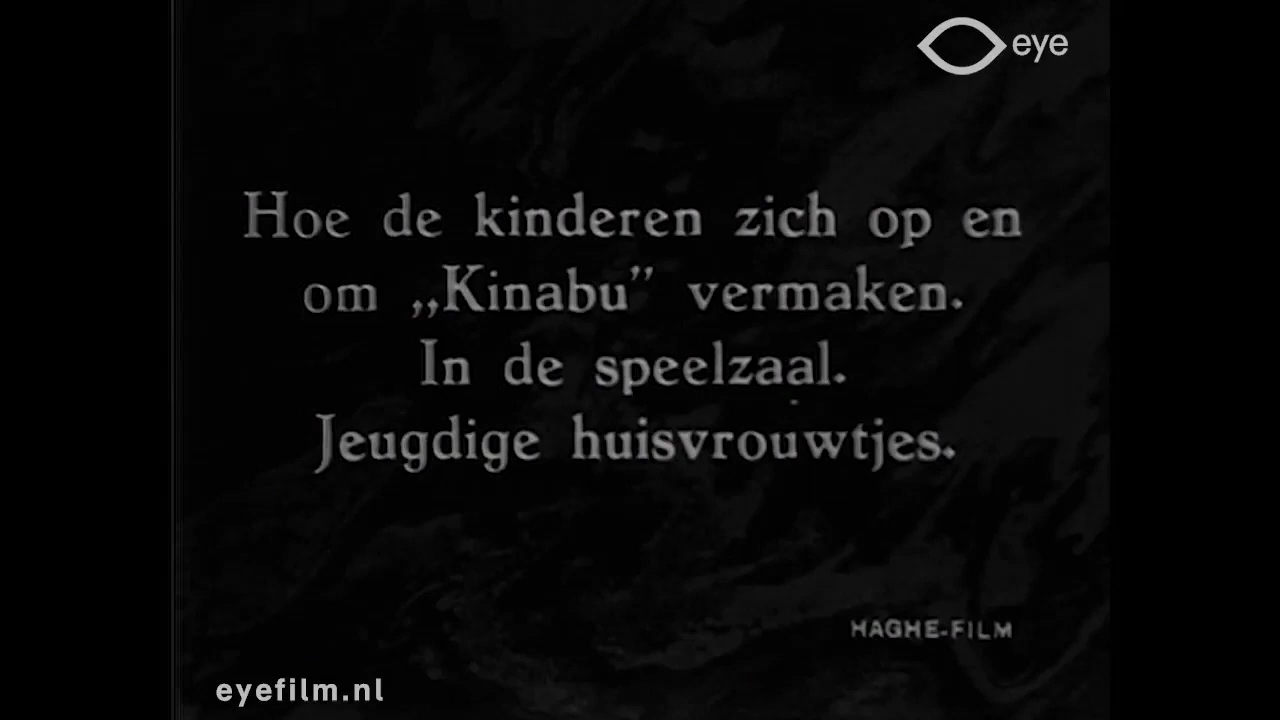 eye
Hoe de kinderen zich op en
om „Kinabu” vermaken.
In de speelzaal.
Jeugdige huisvrouwtjes.
HAGHE-FILM
eyefilm.nl